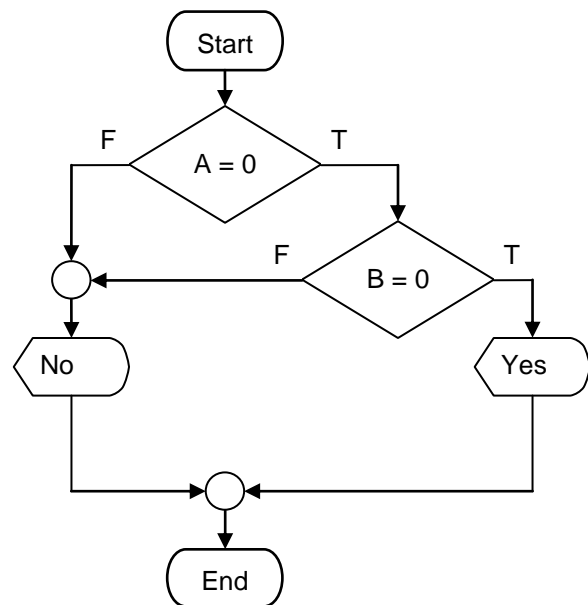 Start
F
T
A = 0
F
T
B = 0
No
Yes
End